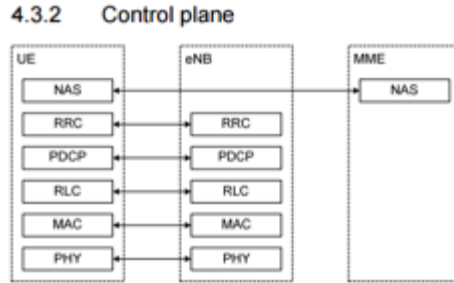 4.3.2 Control plane
UE eNB MME
NAS NAS
RRC RRC
PDCP PDCP
RLC RLC
MAC MAC
PHY PHY